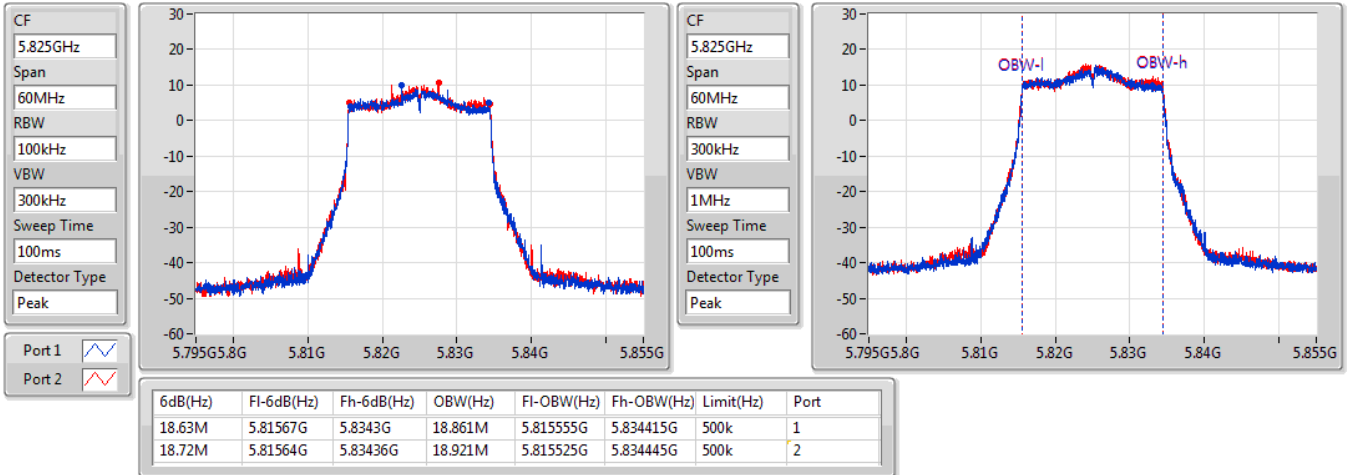 CF
5.825GHz
Span
60MHz
RBW
100kHz
VBW
300kHz
Sweep Time
100ms
Detector Type
Peak
30
20
10
0
-10
-20
-30
-40
-50
-60
5.795G 5.8G 5.81G 5.82G 5.83G 5.84G 5.855G
CF
5.825GHz
Span
60MHz
RBW
300kHz
VBW
1MHz
Sweep Time
100ms
Detector Type
Peak
30
20
10
0
-10
-20
-30
-40
-50
-60
OBW-l OBW-h
5.795G 5.8G 5.81G 5.82G 5.83G 5.84G 5.855G
Port 1
Port 2
6dB(Hz) Fl-6dB(Hz) Fh-6dB(Hz) OBW(Hz) Fl-OBW(Hz) Fh-OBW(Hz) Limit(Hz) Port
18.63M 5.81567G 5.8343G 18.861M 5.815555G 5.834415G 500k 1
18.72M 5.81564G 5.83436G 18.921M 5.815525G 5.834445G 500k 2